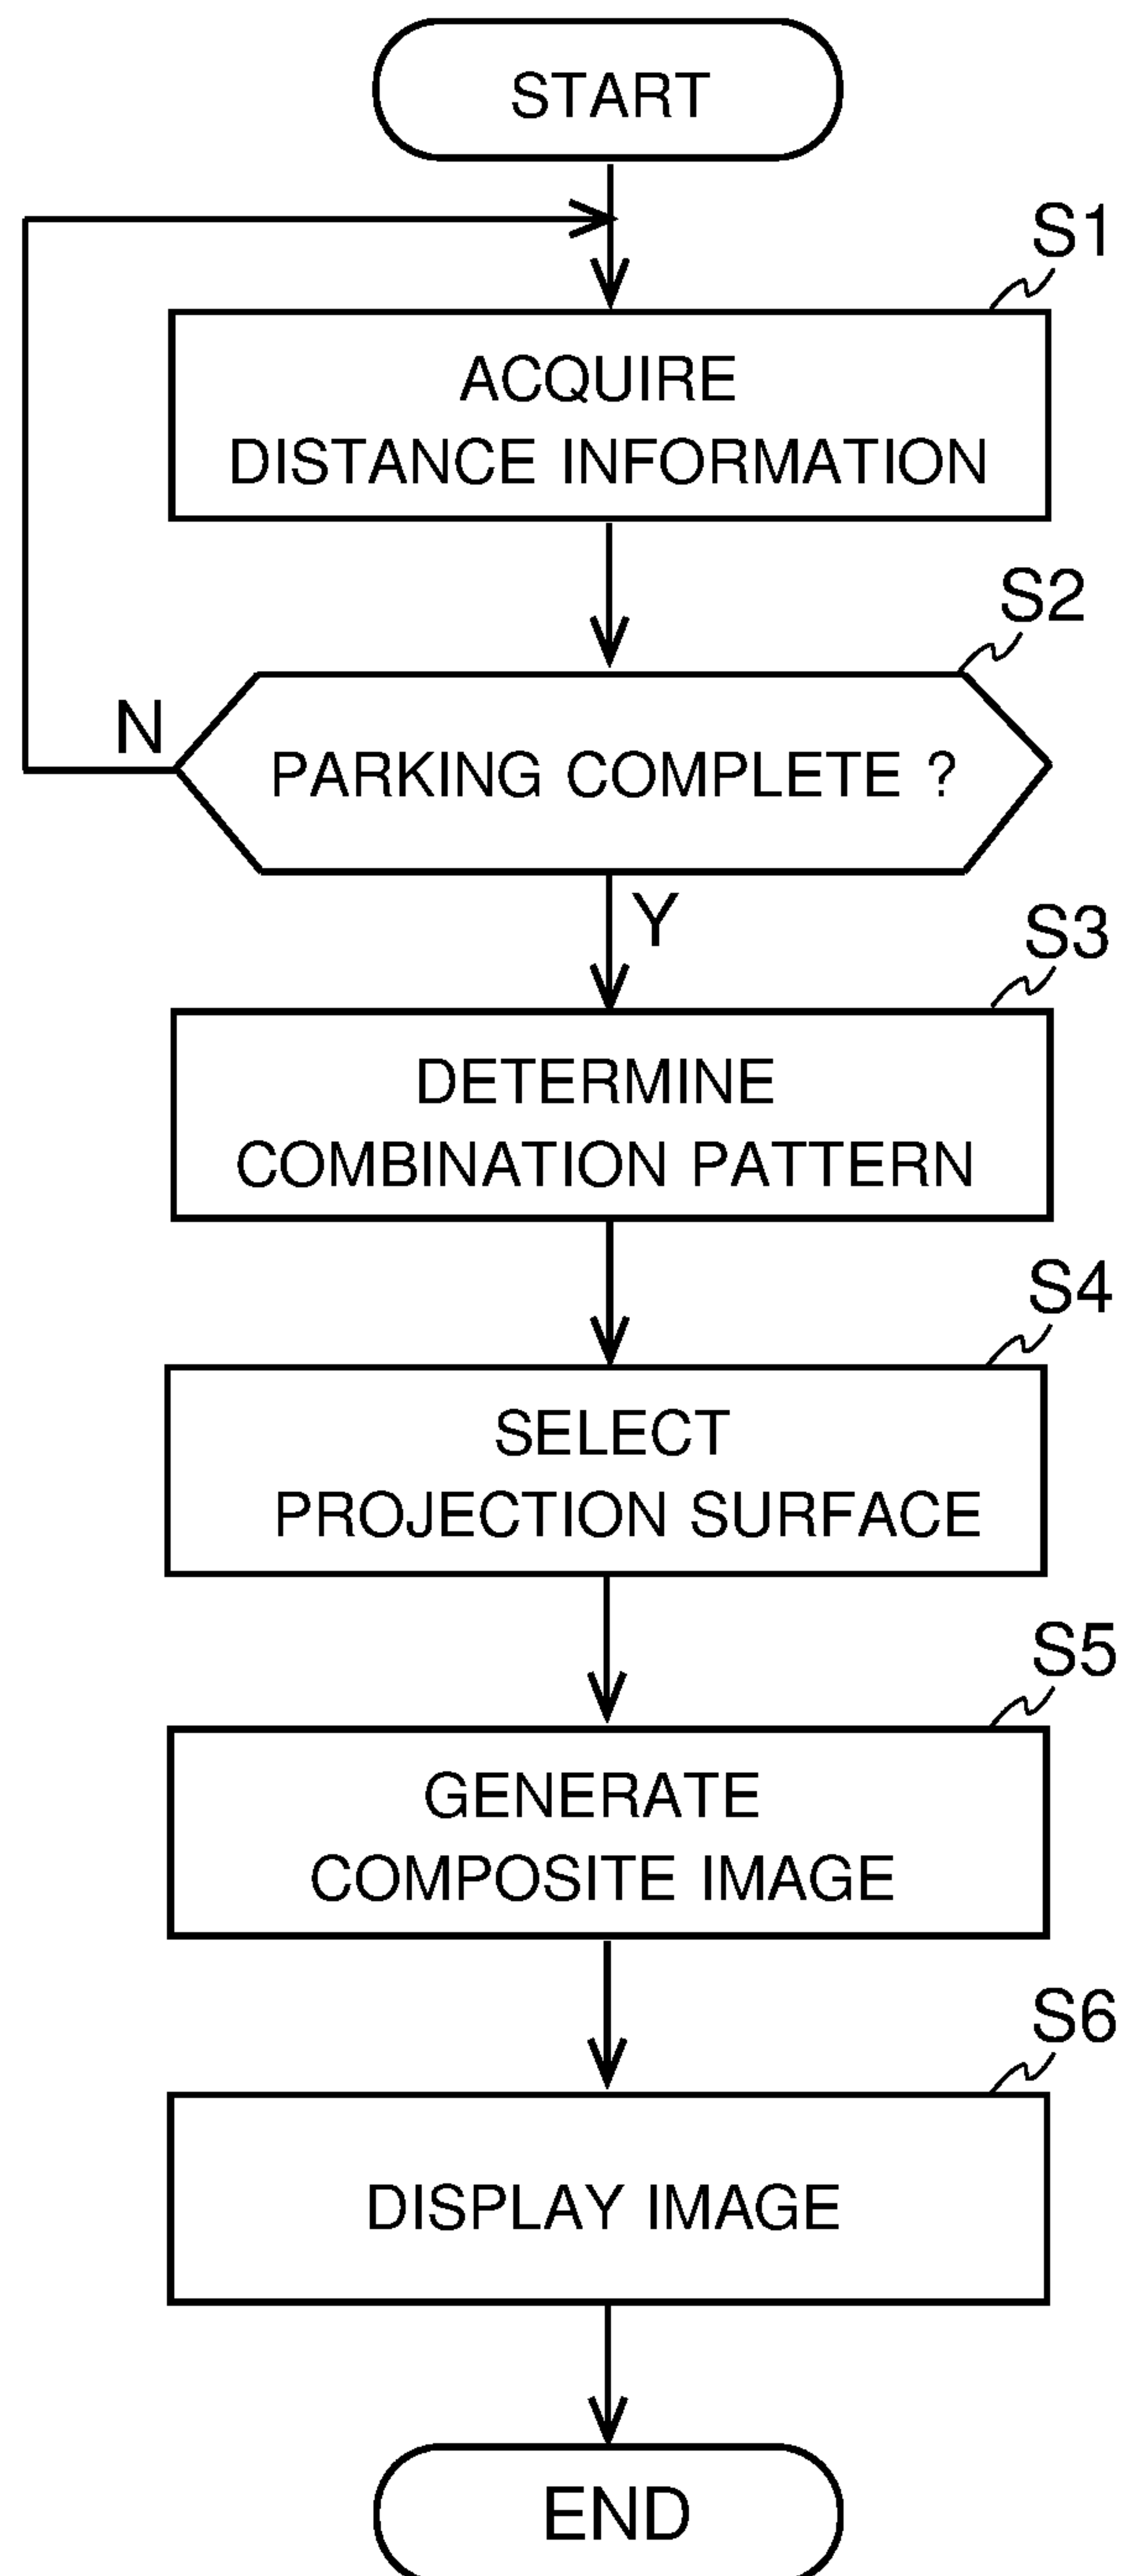 START
S1
ACQUIRE
DISTANCE INFORMATION
S2
N
PARKING COMPLETE ?
Y
S3
DETERMINE
COMBINATION PATTERN
S4
SELECT
PROJECTION SURFACE
S5
GENERATE
COMPOSITE IMAGE
S6
DISPLAY IMAGE
END